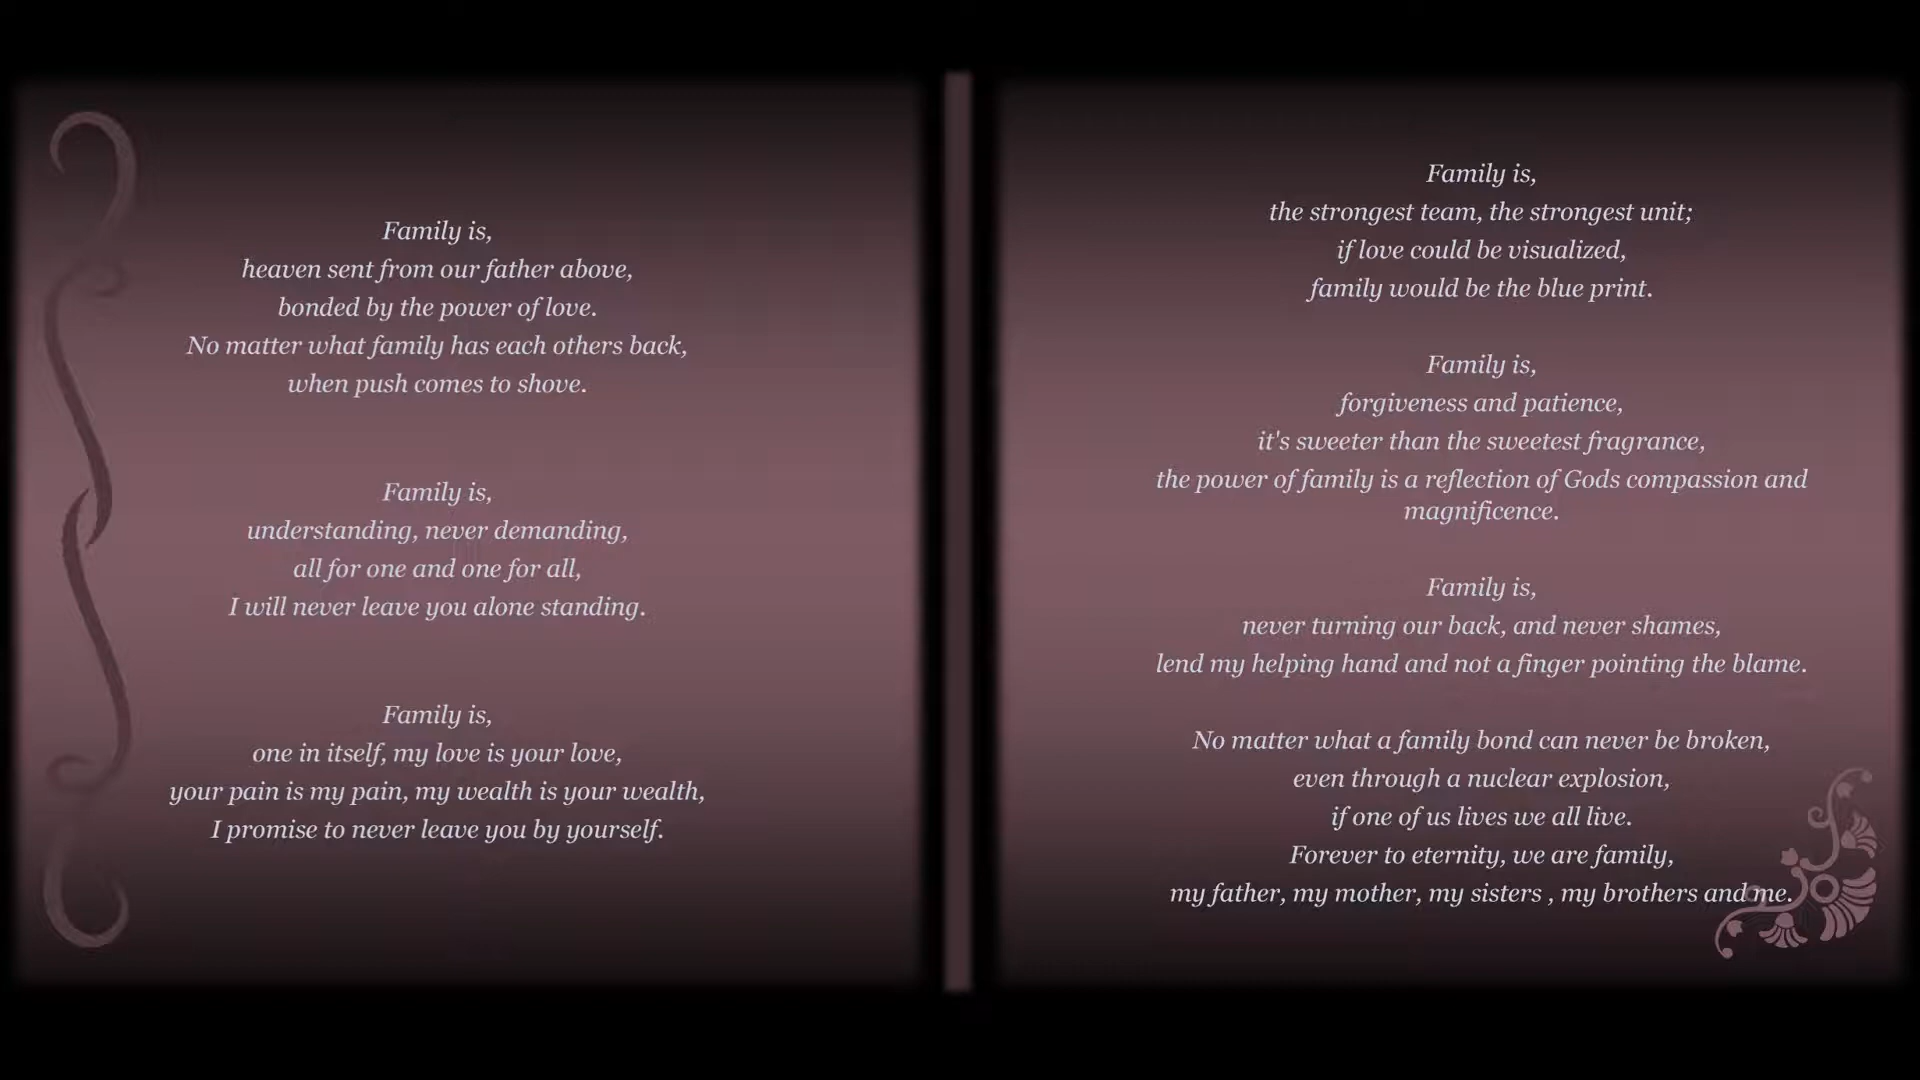 Family is,
heaven sent from our father above,
bonded by the power of love.
No matter what family has each others back,
when push comes to shove.
Family is,
understanding, never demanding,
all for one and one for all,
I will never leave you alone standing.
Family is,
one in itself, my love is your love,
your pain is my pain, my wealth is your wealth,
I promise to never leave you by yourself.
Family is,
the strongest team, the strongest unit;
if love could be visualized,
family would be the blue print.
Family is,
forgiveness and patience,
it's sweeter than the sweetest fragrance,
the power of family is a reflection of Gods compassion and
magnificence.
Family is,
never turning our back, and never shames,
lend my helping hand and not a finger pointing the blame.
No matter what a family bond can never be broken,
even through a nuclear explosion,
if one of us lives we all live.
Forever to eternity, we are family,
my father, my mother, my sisters , my brothers and me.